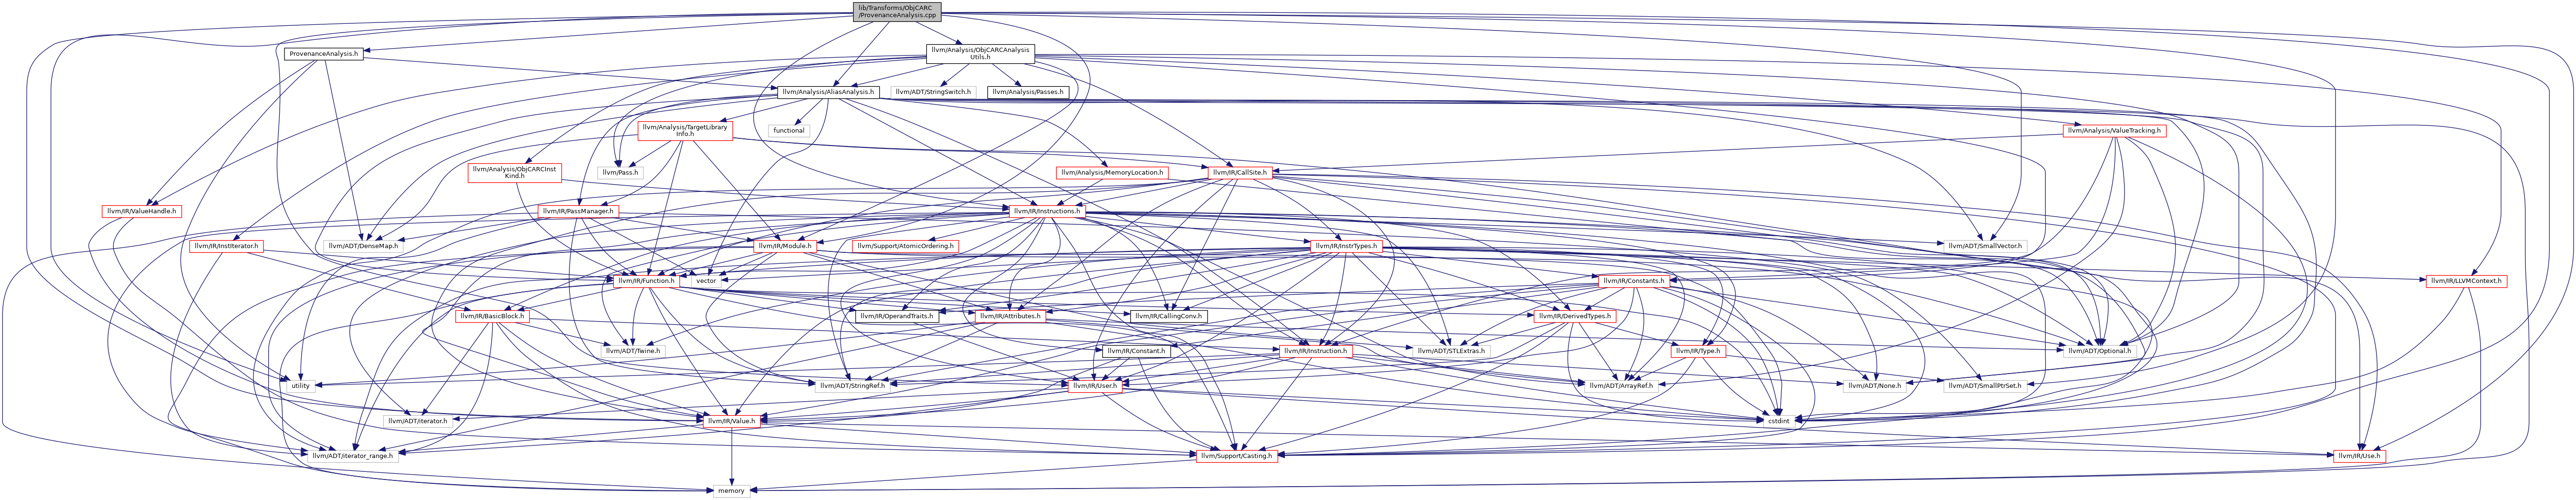 lib/Transforms/ObjCARC
/ProvenanceAnalysis.cpp
ProvenanceAnalysis.h
llvm/Analysis/ObjCARCAnalysis
Utils.h
llvm/Analysis/AliasAnalysis.h
llvm/ADT/StringSwitch.h
llvm/Analysis/Passes.h
llvm/Analysis/TargetLibrary
Info.h
functional
llvm/Analysis/ValueTracking.h
llvm/Analysis/ObjCARCInst
Kind.h
llvm/Pass.h
llvm/Analysis/MemoryLocation.h
llvm/IR/CallSite.h
llvm/IR/ValueHandle.h
llvm/IR/PassManager.h
llvm/IR/Instructions.h
llvm/IR/InstIterator.h
llvm/ADT/DenseMap.h
llvm/IR/Module.h
llvm/Support/AtomicOrdering.h
llvm/IR/InstrTypes.h
llvm/ADT/SmallVector.h
llvm/IR/Function.h
vector
llvm/IR/Constants.h
llvm/IR/LLVMContext.h
llvm/IR/BasicBlock.h
llvm/IR/OperandTraits.h
llvm/IR/Attributes.h
llvm/IR/CallingConv.h
llvm/IR/DerivedTypes.h
llvm/ADT/Twine.h
llvm/IR/Constant.h
llvm/IR/Instruction.h
llvm/ADT/STLExtras.h
llvm/IR/Type.h
llvm/ADT/Optional.h
utility
llvm/ADT/StringRef.h
llvm/IR/User.h
llvm/ADT/ArrayRef.h
llvm/ADT/None.h
llvm/ADT/SmallPtrSet.h
llvm/ADT/iterator.h
llvm/IR/Value.h
cstdint
llvm/ADT/iterator_range.h
llvm/Support/Casting.h
llvm/IR/Use.h
memory